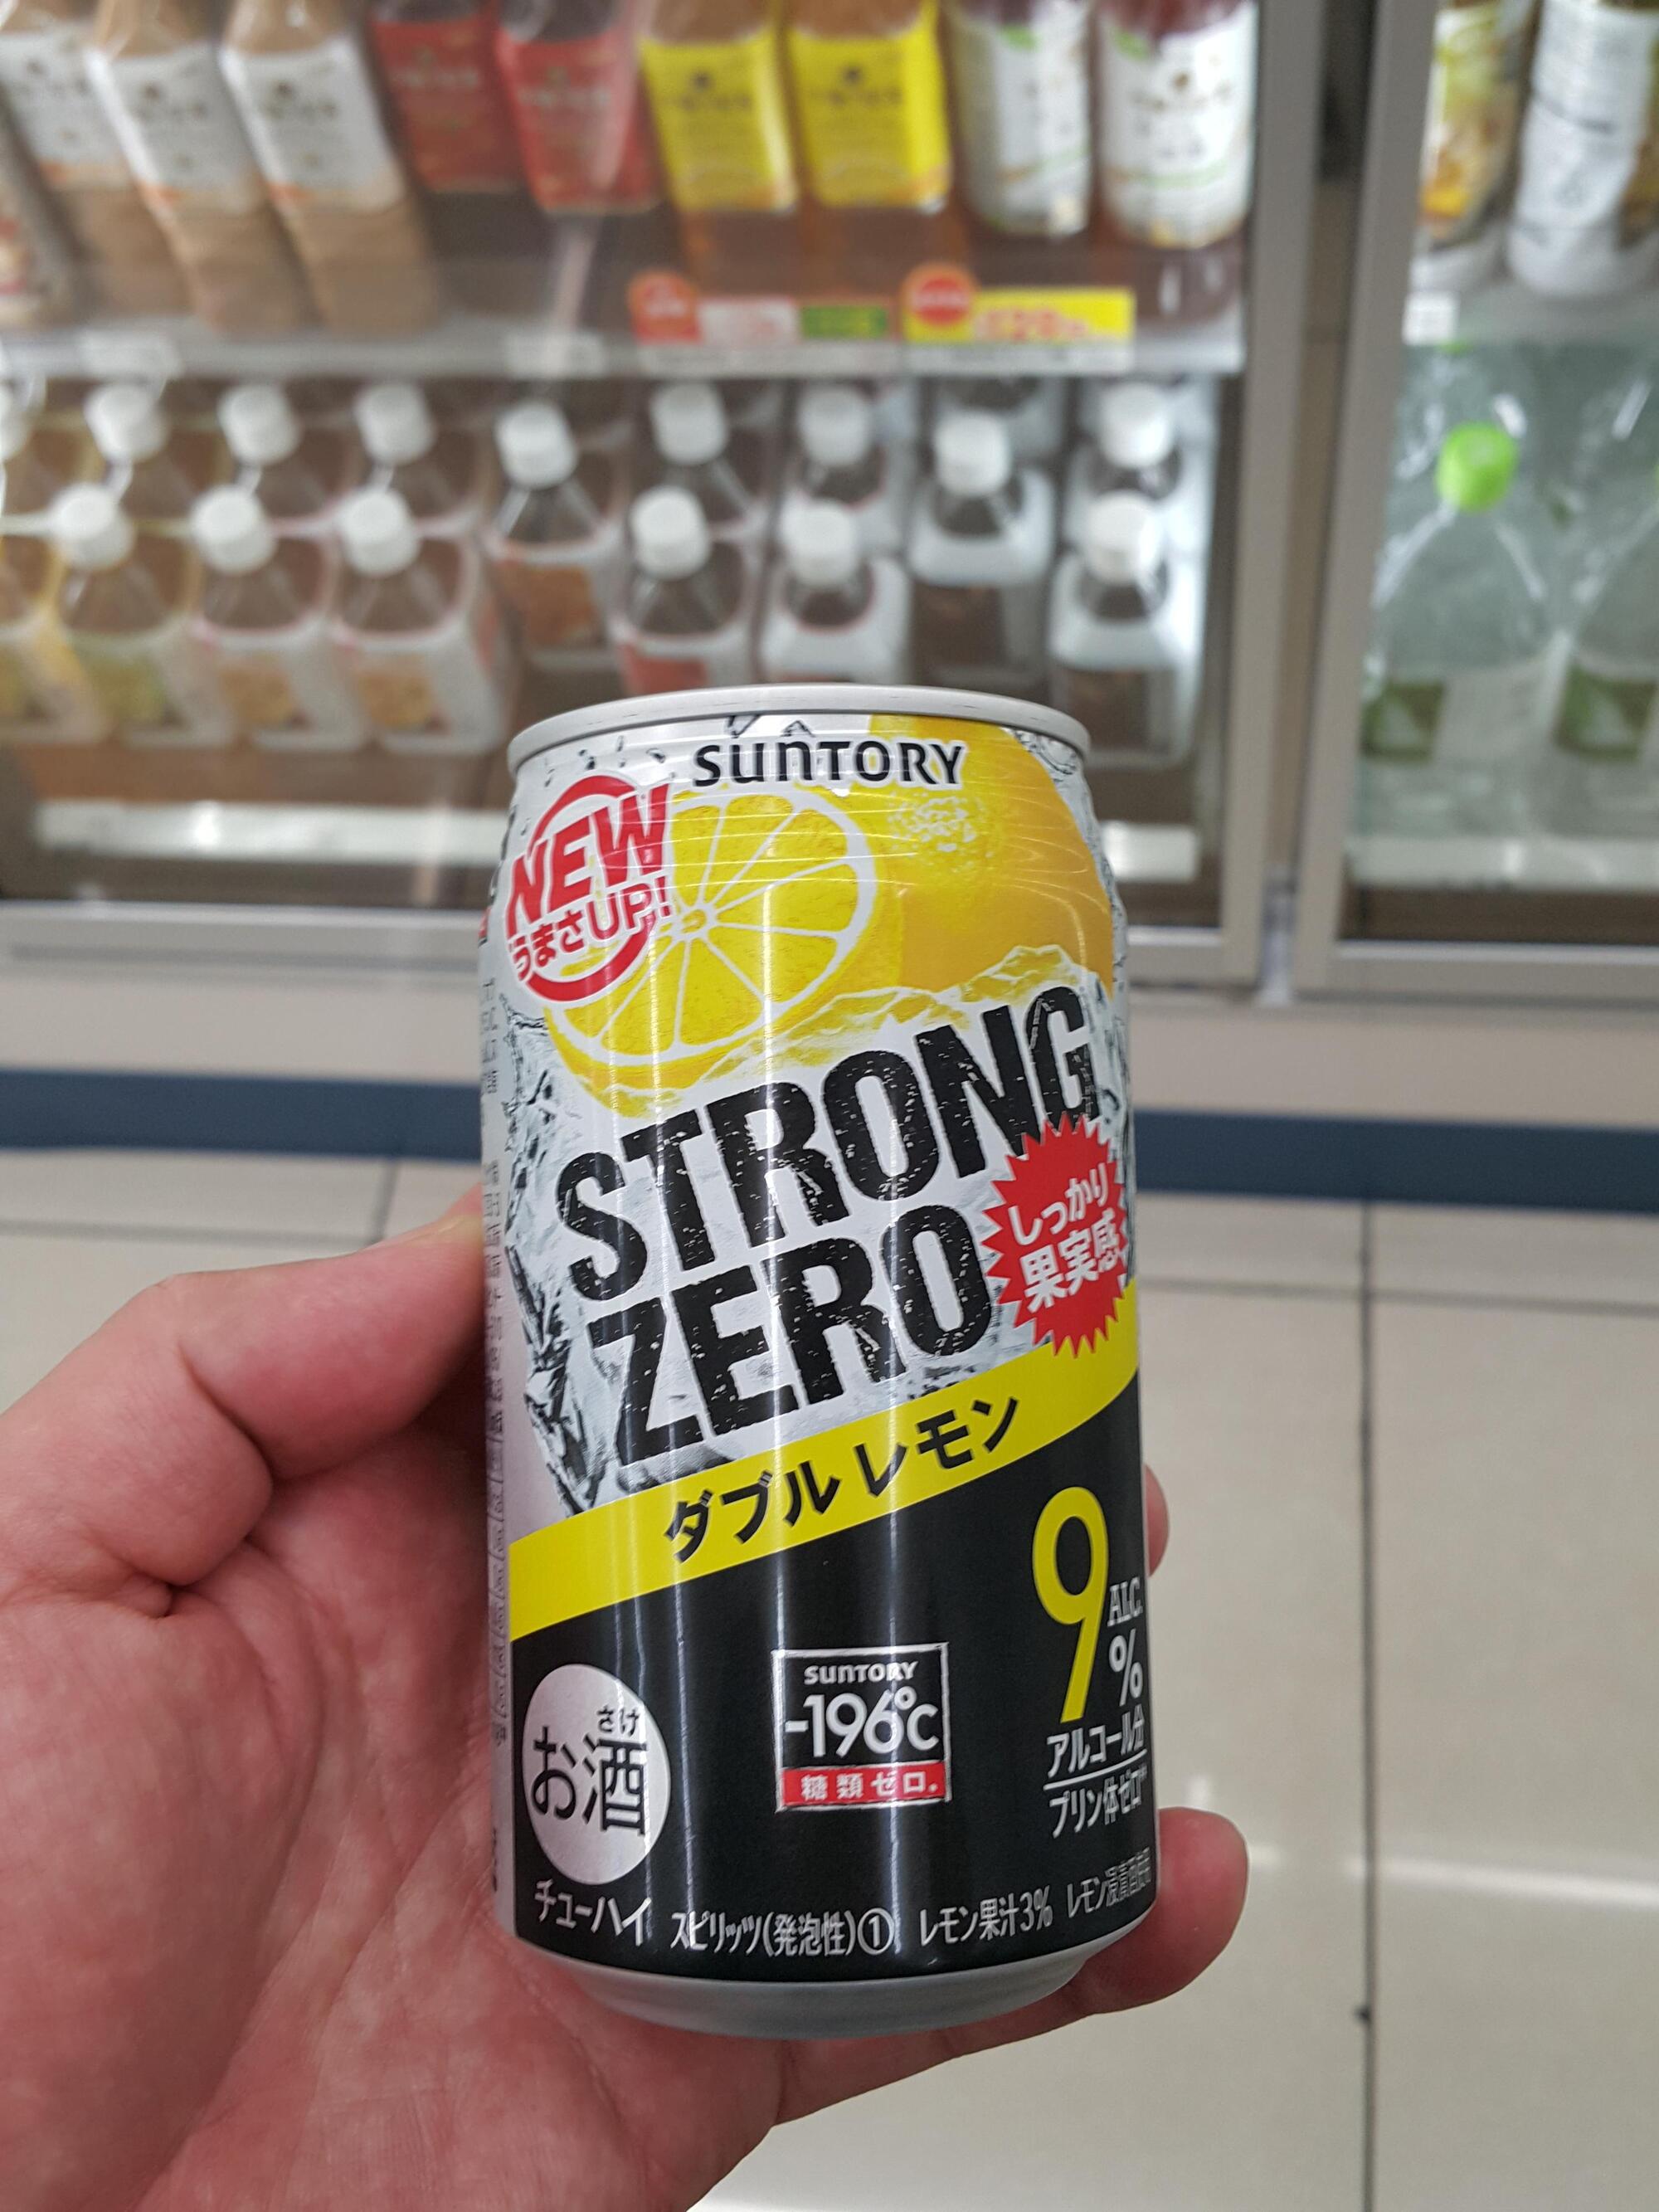 SUNTORY
NEW
うまさUP!
STRONG
ZERO
しっかり
果実感
ダブルレモン
9
ALC.
%
アルコール分
プリン体ゼロ
SUNTORY
-196℃
糖類ゼロ。
さけ
お酒
チューハイ
スピリッツ(発泡性)① レモン果汁3%